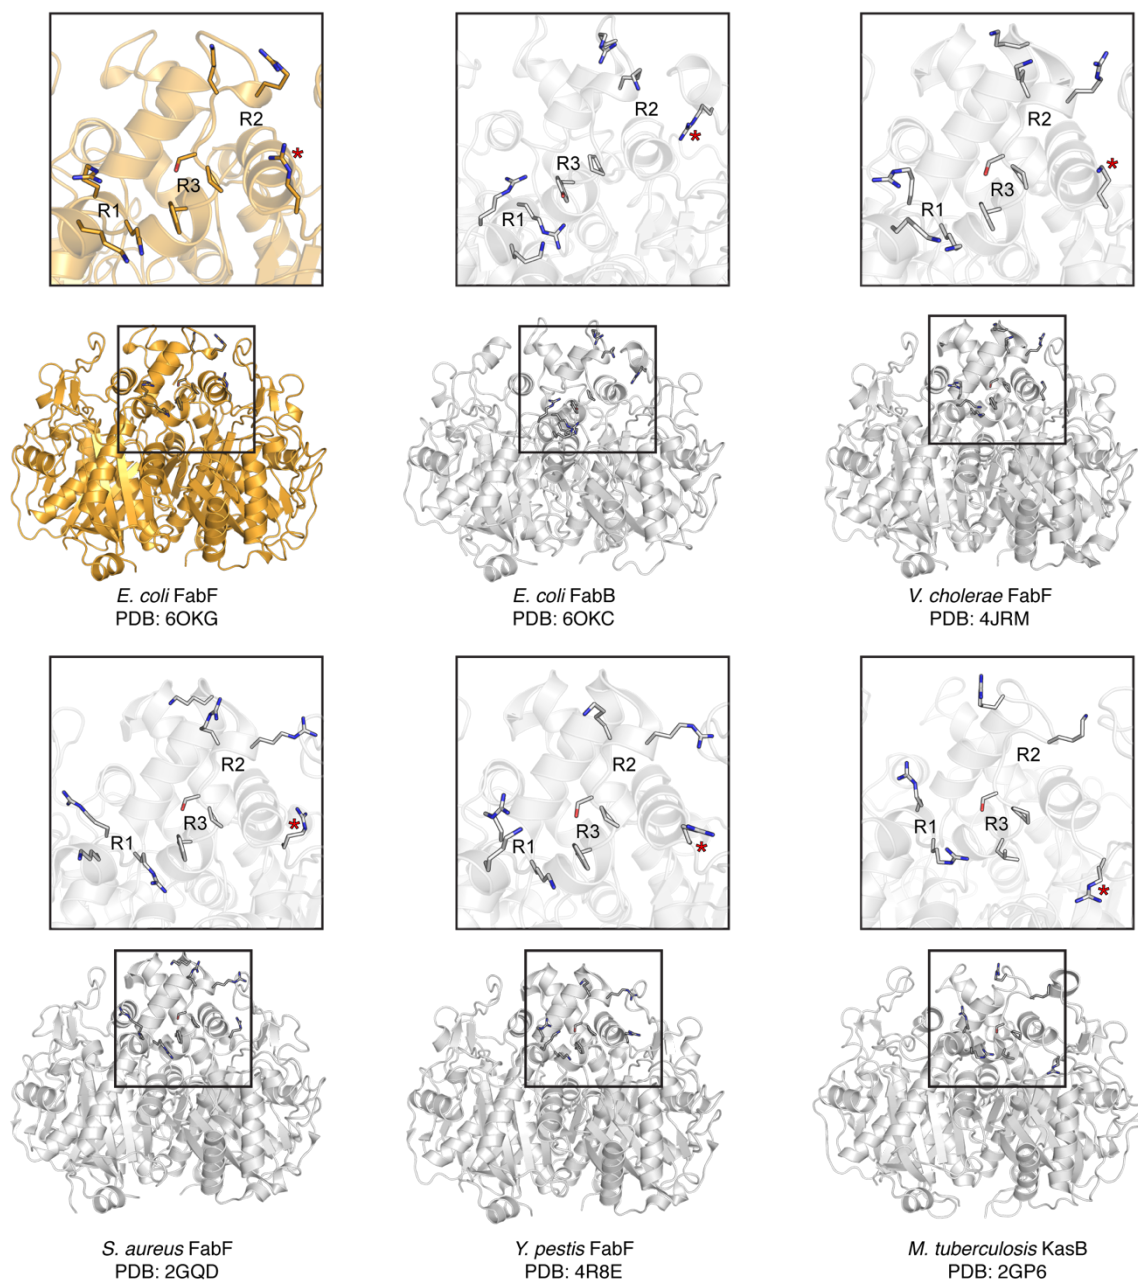 R2
*
R3
R1
R2
*
R3
R1
R2
*
R3
R1
E. coli FabF
PDB: 6OKG
E. coli FabB
PDB: 6OKC
V. cholerae FabF
PDB: 4JRM
R2
*
R3
R1
R2
R3
*
R1
R2
R3
R1
*
S. aureus FabF
PDB: 2GQD
Y. pestis FabF
PDB: 4R8E
M. tuberculosis KasB
PDB: 2GP6